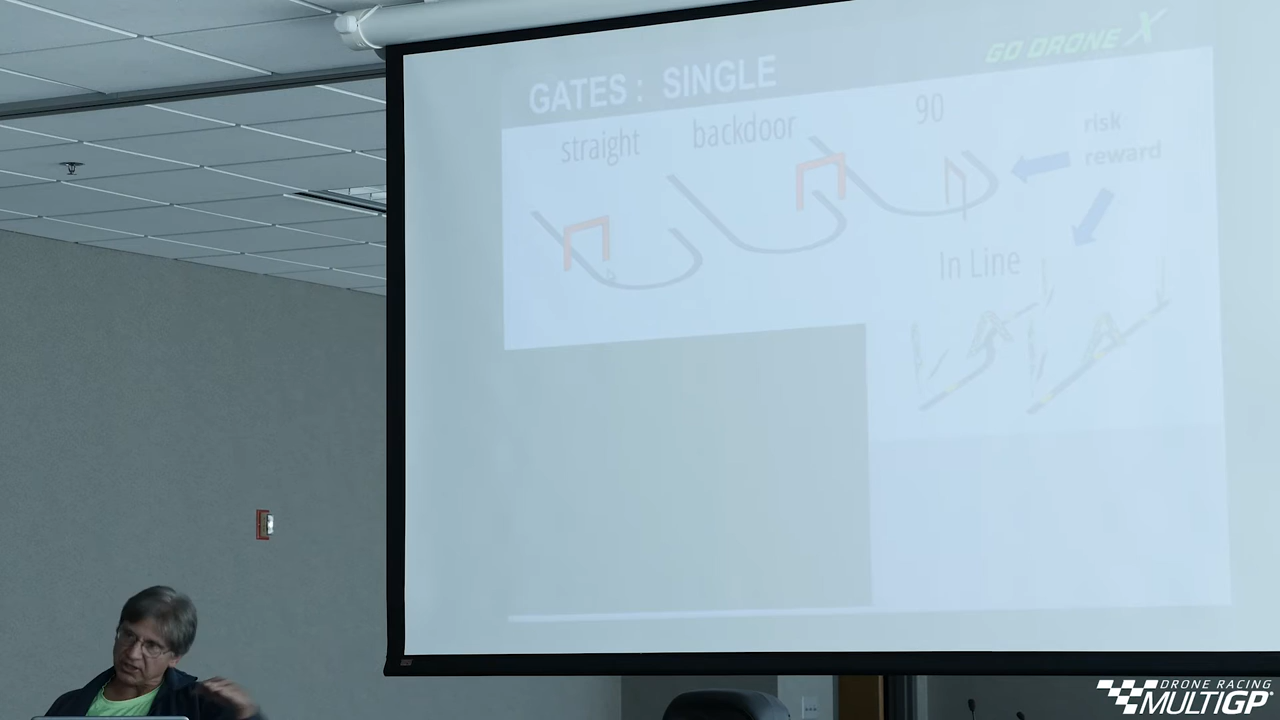 GO DRONE X
GATES : SINGLE
straight
backdoor
90
risk
reward
In Line
DRONE RACING
MULTIGP